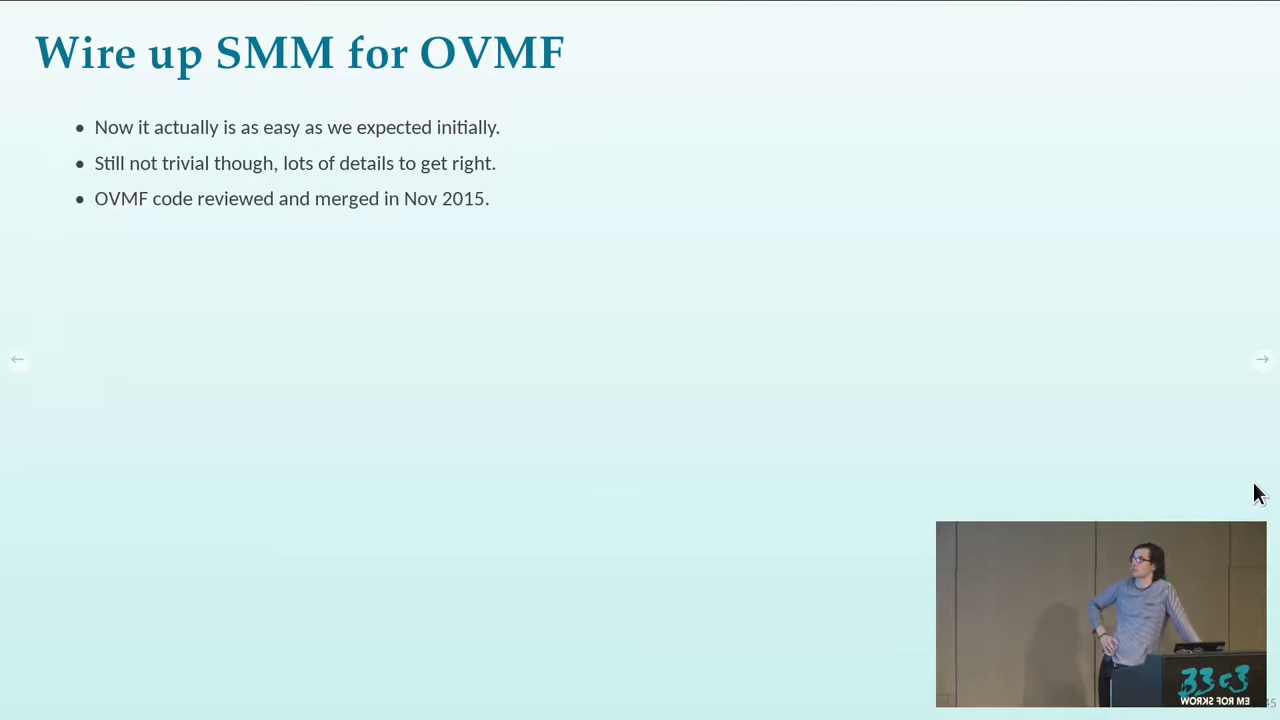 Wire up SMM for OVMF
• Now it actually is as easy as we expected initially.
• Still not trivial though, lots of details to get right.
• OVMF code reviewed and merged in Nov 2015.
←
→
33c3
WORKS FOR ME